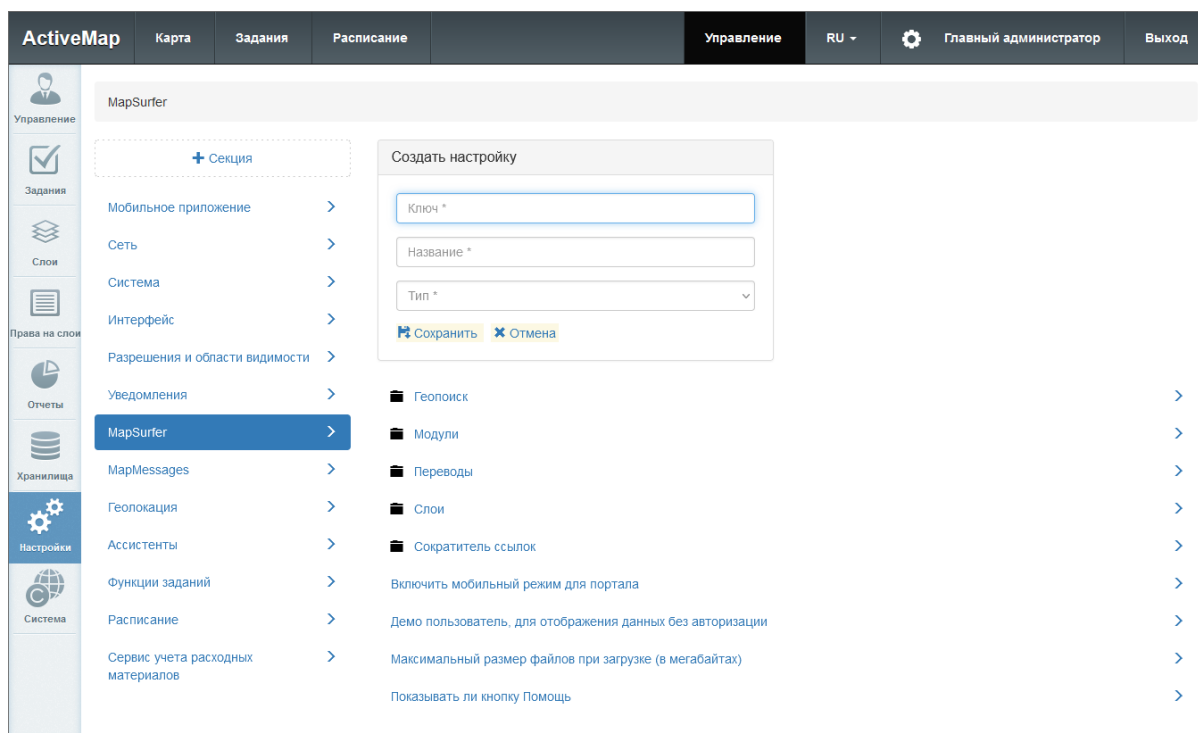 ActiveMap Карта Задания Расписание Управление RU Главный администратор Выход
Управление
Задания
Слои
Права на слои
Отчеты
Хранилища
Настройки
Система
MapSurfer
Секция
Мобильное приложение
Сеть
Система
Интерфейс
Разрешения и области видимости
Уведомления
MapSurfer
MapMessages
Геолокация
Ассистенты
Функции заданий
Расписание
Сервис учета расходных
материалов
Создать настройку
Ключ *
Название *
Тип *
Сохранить Отмена
Геопоиск
Модули
Переводы
Слои
Сократитель ссылок
Включить мобильный режим для портала
Демо пользователь, для отображения данных без авторизации
Максимальный размер файлов при загрузке (в мегабайтах)
Показывать ли кнопку Помощь